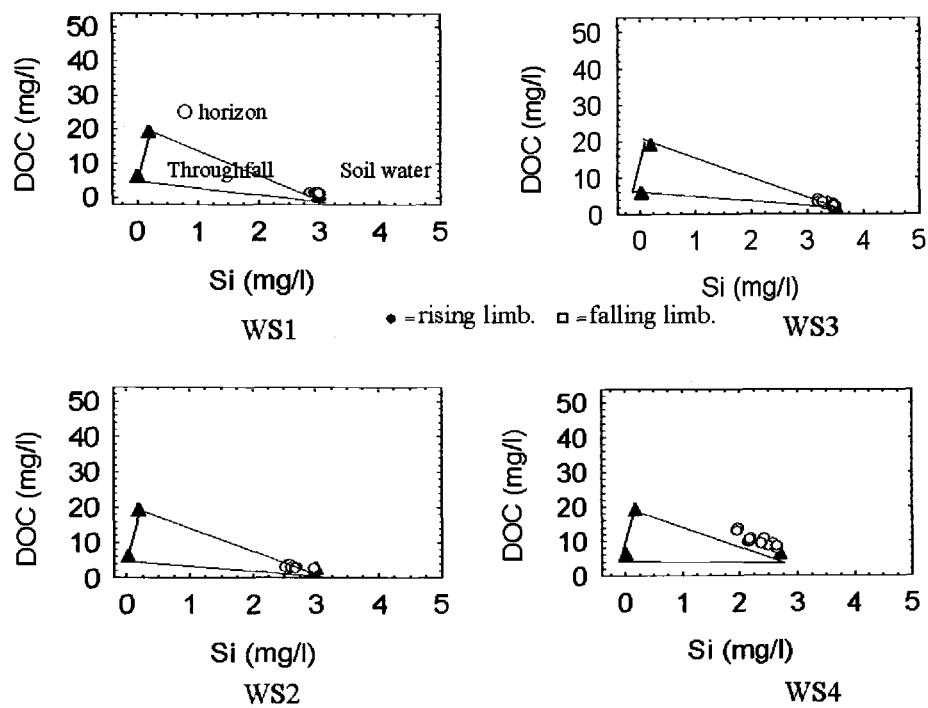 DOC (mg/l)
50
40
30
20
10
0
○ horizon
Throughfall Soil water
0 1 2 3 4 5
Si (mg/l)
WS1
DOC (mg/l)
50
40
30
20
10
0
0 1 2 3 4 5
Si (mg/l)
WS3
● =rising limb. □ =falling limb.
DOC (mg/l)
50
40
30
20
10
0
0 1 2 3 4 5
Si (mg/l)
WS2
DOC (mg/l)
50
40
30
20
10
0
0 1 2 3 4 5
Si (mg/l)
WS4